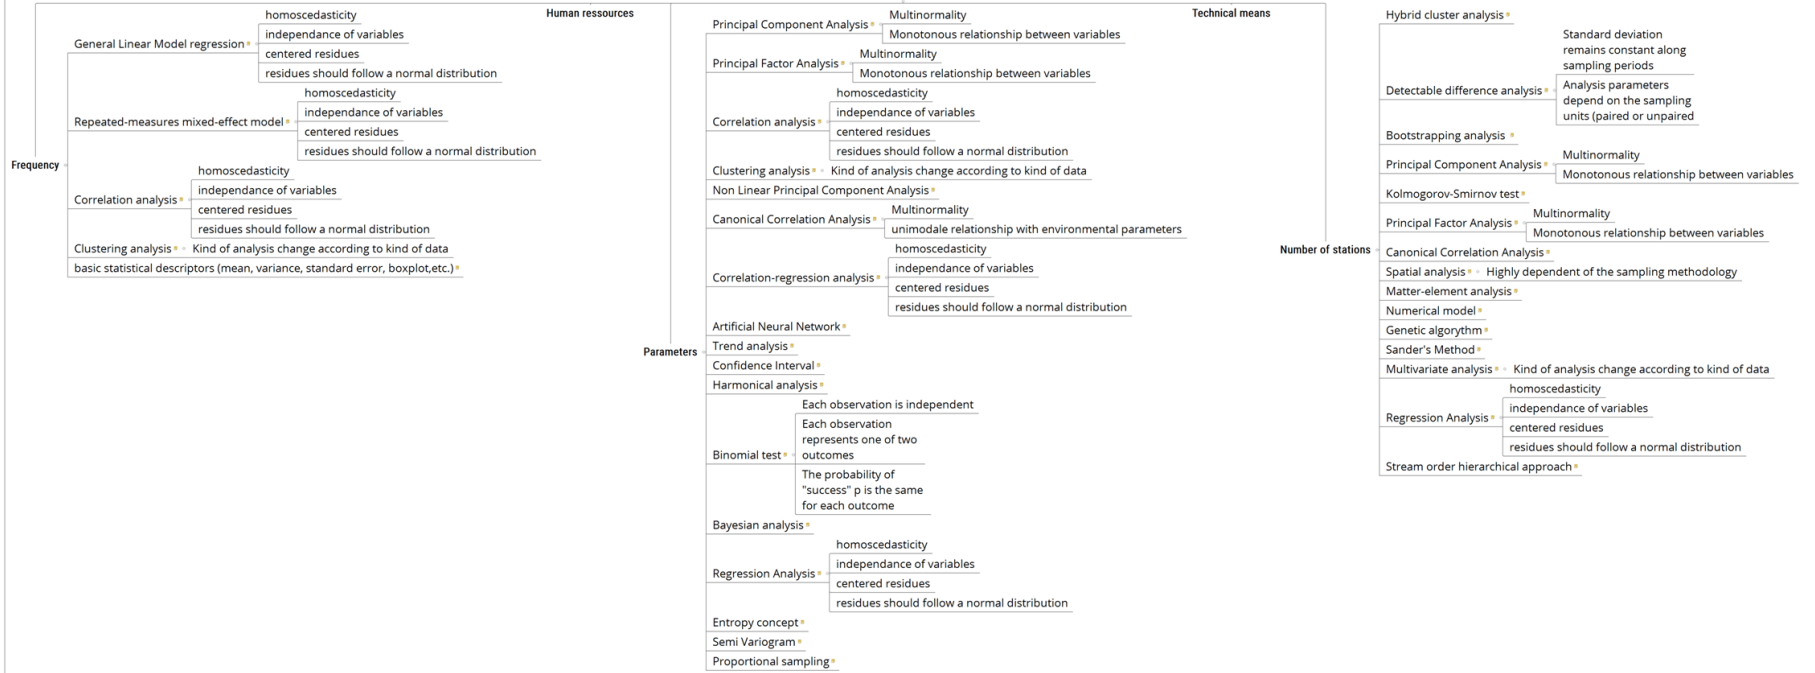 Frequency
General Linear Model regression
homoscedasticity
independance of variables
centered residues
residues should follow a normal distribution
Repeated-measures mixed-effect model
homoscedasticity
independance of variables
centered residues
residues should follow a normal distribution
Correlation analysis
homoscedasticity
independance of variables
centered residues
residues should follow a normal distribution
Clustering analysis
Kind of analysis change according to kind of data
basic statistical descriptors (mean, variance, standard error, boxplot,etc.)
Human ressources
Parameters
Principal Component Analysis
Multinormality
Monotonous relationship between variables
Principal Factor Analysis
Multinormality
Monotonous relationship between variables
Correlation analysis
homoscedasticity
independance of variables
centered residues
residues should follow a normal distribution
Clustering analysis
Kind of analysis change according to kind of data
Non Linear Principal Component Analysis
Canonical Correlation Analysis
Multinormality
unimodale relationship with environmental parameters
Correlation-regression analysis
homoscedasticity
independance of variables
centered residues
residues should follow a normal distribution
Artificial Neural Network
Trend analysis
Confidence Interval
Harmonical analysis
Binomial test
Each observation is independent
Each observation
represents one of two
outcomes
The probability of
"success" p is the same
for each outcome
Bayesian analysis
Regression Analysis
homoscedasticity
independance of variables
centered residues
residues should follow a normal distribution
Entropy concept
Semi Variogram
Proportional sampling
Technical means
Number of stations
Hybrid cluster analysis
Detectable difference analysis
Standard deviation
remains constant along
sampling periods
Analysis parameters
depend on the sampling
units (paired or unpaired
Bootstrapping analysis
Principal Component Analysis
Multinormality
Monotonous relationship between variables
Kolmogorov-Smirnov test
Principal Factor Analysis
Multinormality
Monotonous relationship between variables
Canonical Correlation Analysis
Spatial analysis
Highly dependent of the sampling methodology
Matter-element analysis
Numerical model
Genetic algorythm
Sander's Method
Multivariate analysis
Kind of analysis change according to kind of data
Regression Analysis
homoscedasticity
independance of variables
centered residues
residues should follow a normal distribution
Stream order hierarchical approach